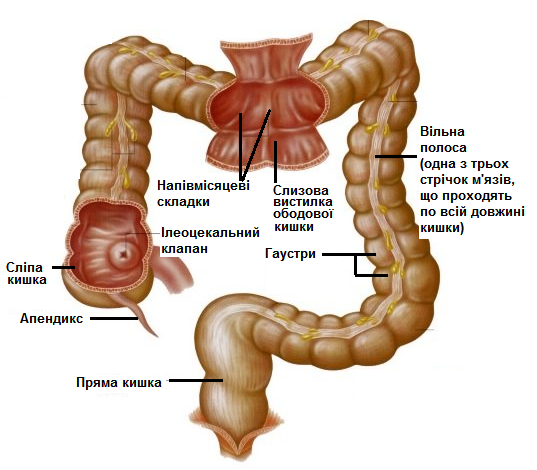 Вільна
полоса
(одна з трьох
стрічок м'язів,
що проходять
по всій довжині
кишки)
Напівмісяцеві
складки
Слизова
вистилка
ободової
кишки
Ілеоцекальний
клапан
Гаустри
Сліпа
кишка
Апендикс
Пряма кишка